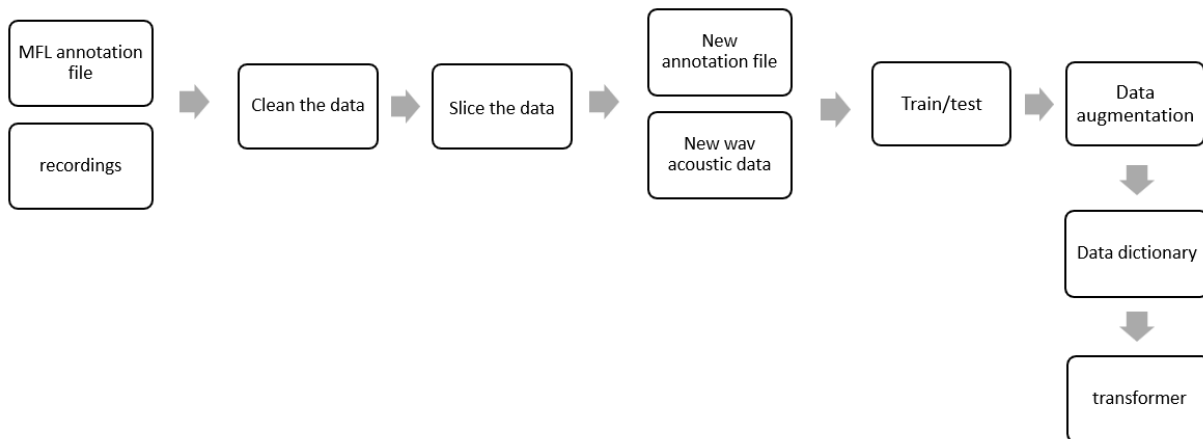 MFL annotation
file
recordings
Clean the data
Slice the data
New
annotation file
New wav
acoustic data
Train/test
Data
augmentation
Data dictionary
transformer